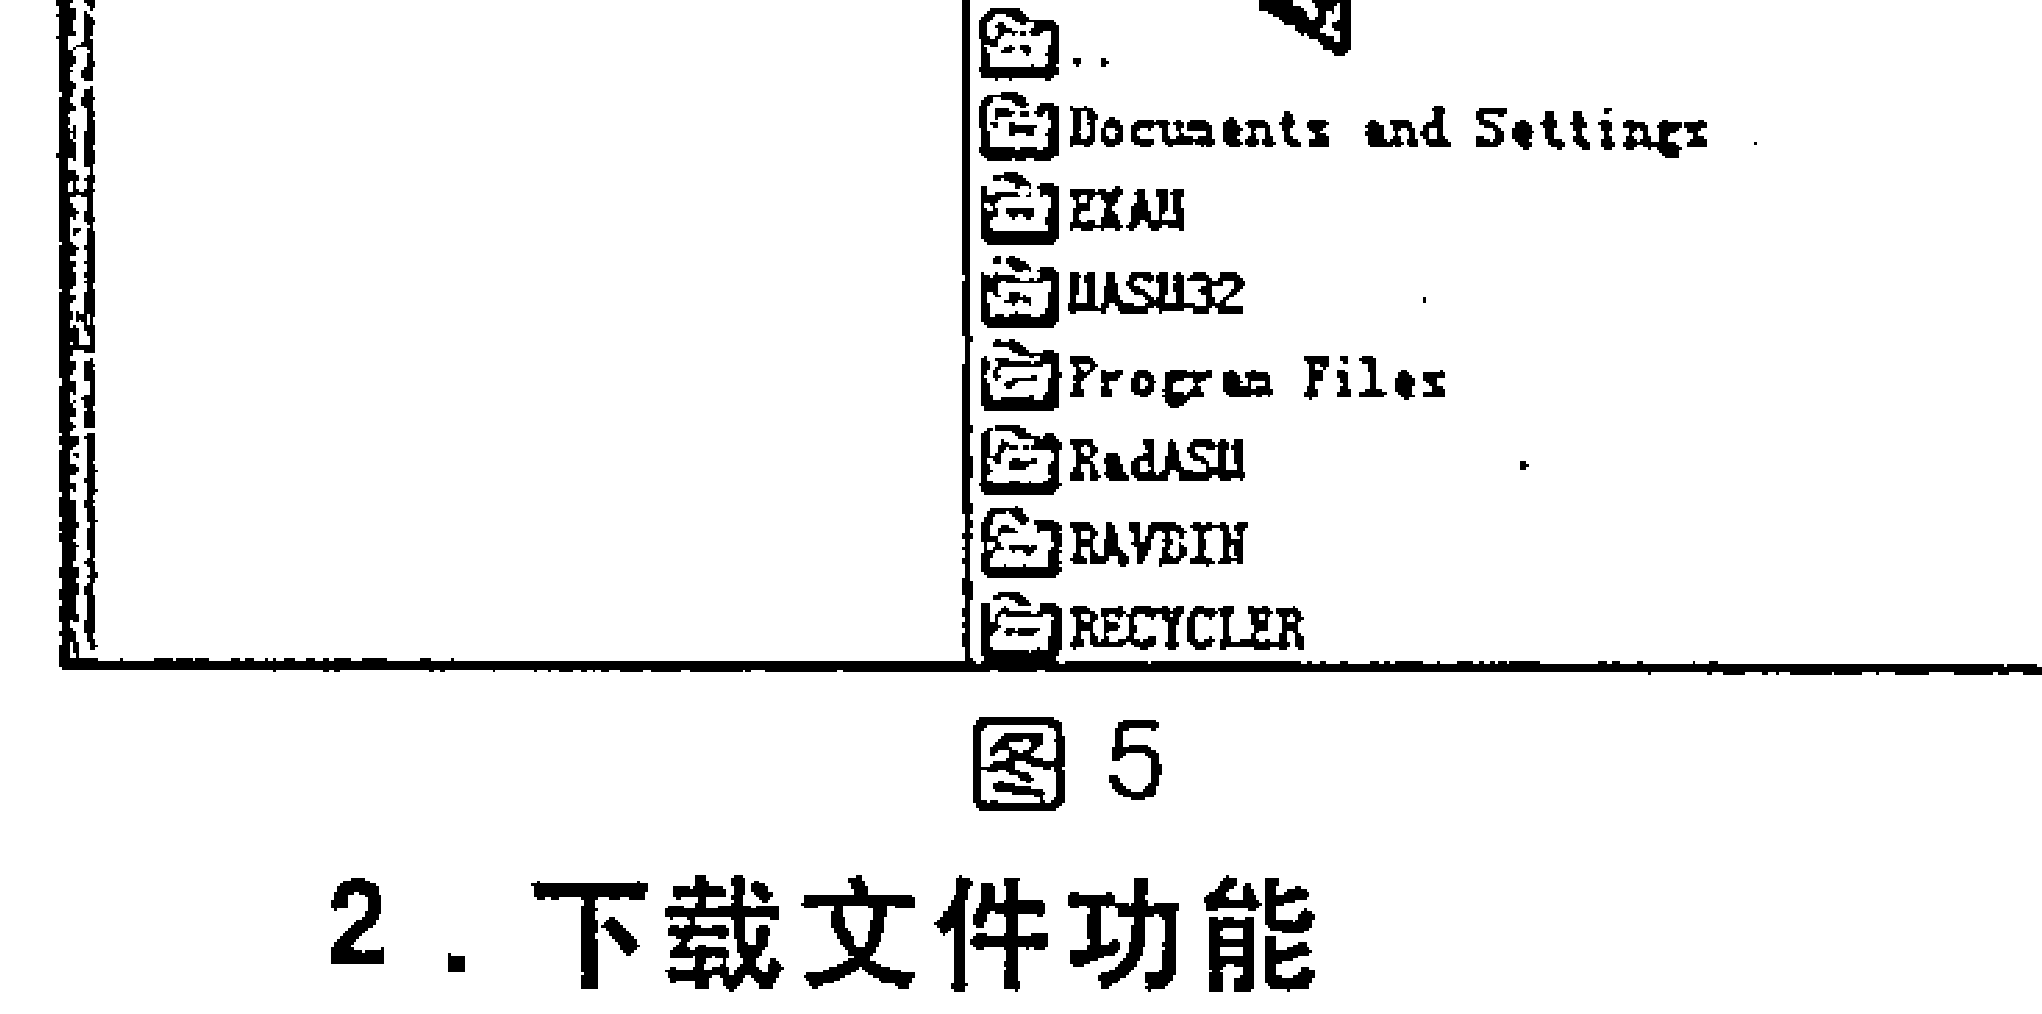 ..
Documents and Settings
EXAM
MASM32
Program Files
RadASM
RAVBIN
RECYCLER
图 5
2．下载文件功能